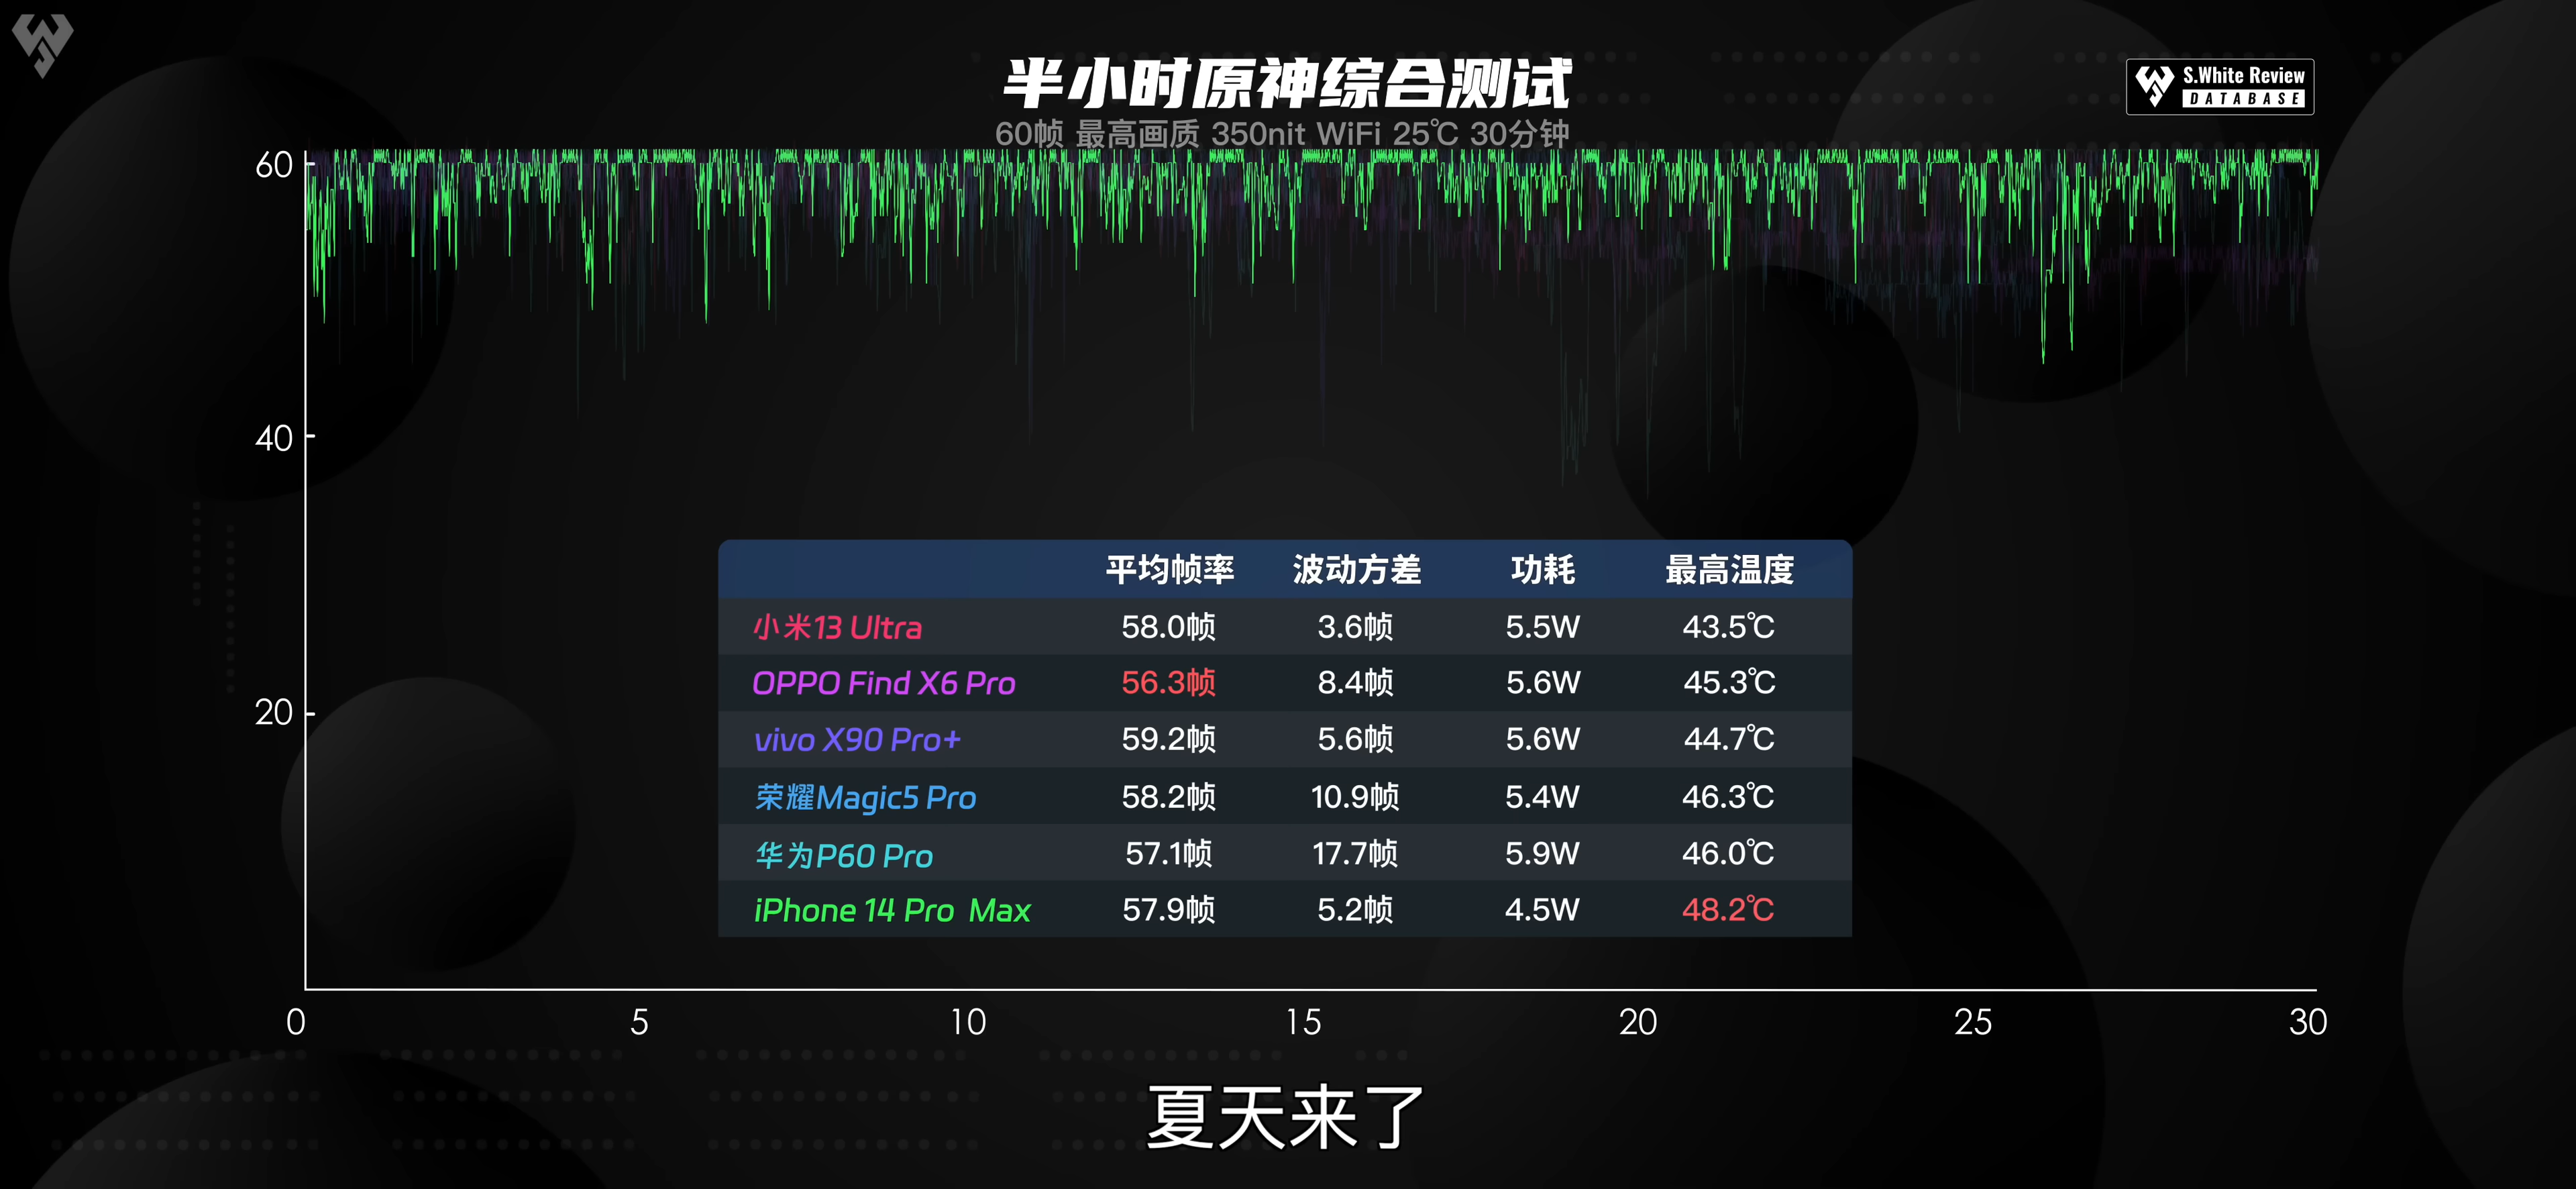 半小时原神综合测试
S.White Review
DATABASE
60帧 最高画质 350nit WiFi 25℃ 30分钟
60
40
20
平均帧率 波动方差 功耗 最高温度
小米13 Ultra 58.0帧 3.6帧 5.5W 43.5℃
OPPO Find X6 Pro 56.3帧 8.4帧 5.6W 45.3℃
vivo X90 Pro+ 59.2帧 5.6帧 5.6W 44.7℃
荣耀Magic5 Pro 58.2帧 10.9帧 5.4W 46.3℃
华为P60 Pro 57.1帧 17.7帧 5.9W 46.0℃
iPhone 14 Pro Max 57.9帧 5.2帧 4.5W 48.2℃
0 5 10 15 20 25 30
夏天来了